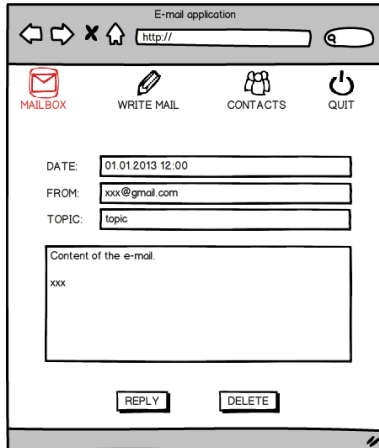 E-mail application
http://
MAILBOX WRITE MAIL CONTACTS QUIT
DATE: 01.01.2013 12:00
FROM: xxx@gmail.com
TOPIC: topic
Content of the e-mail.
xxx
REPLY DELETE